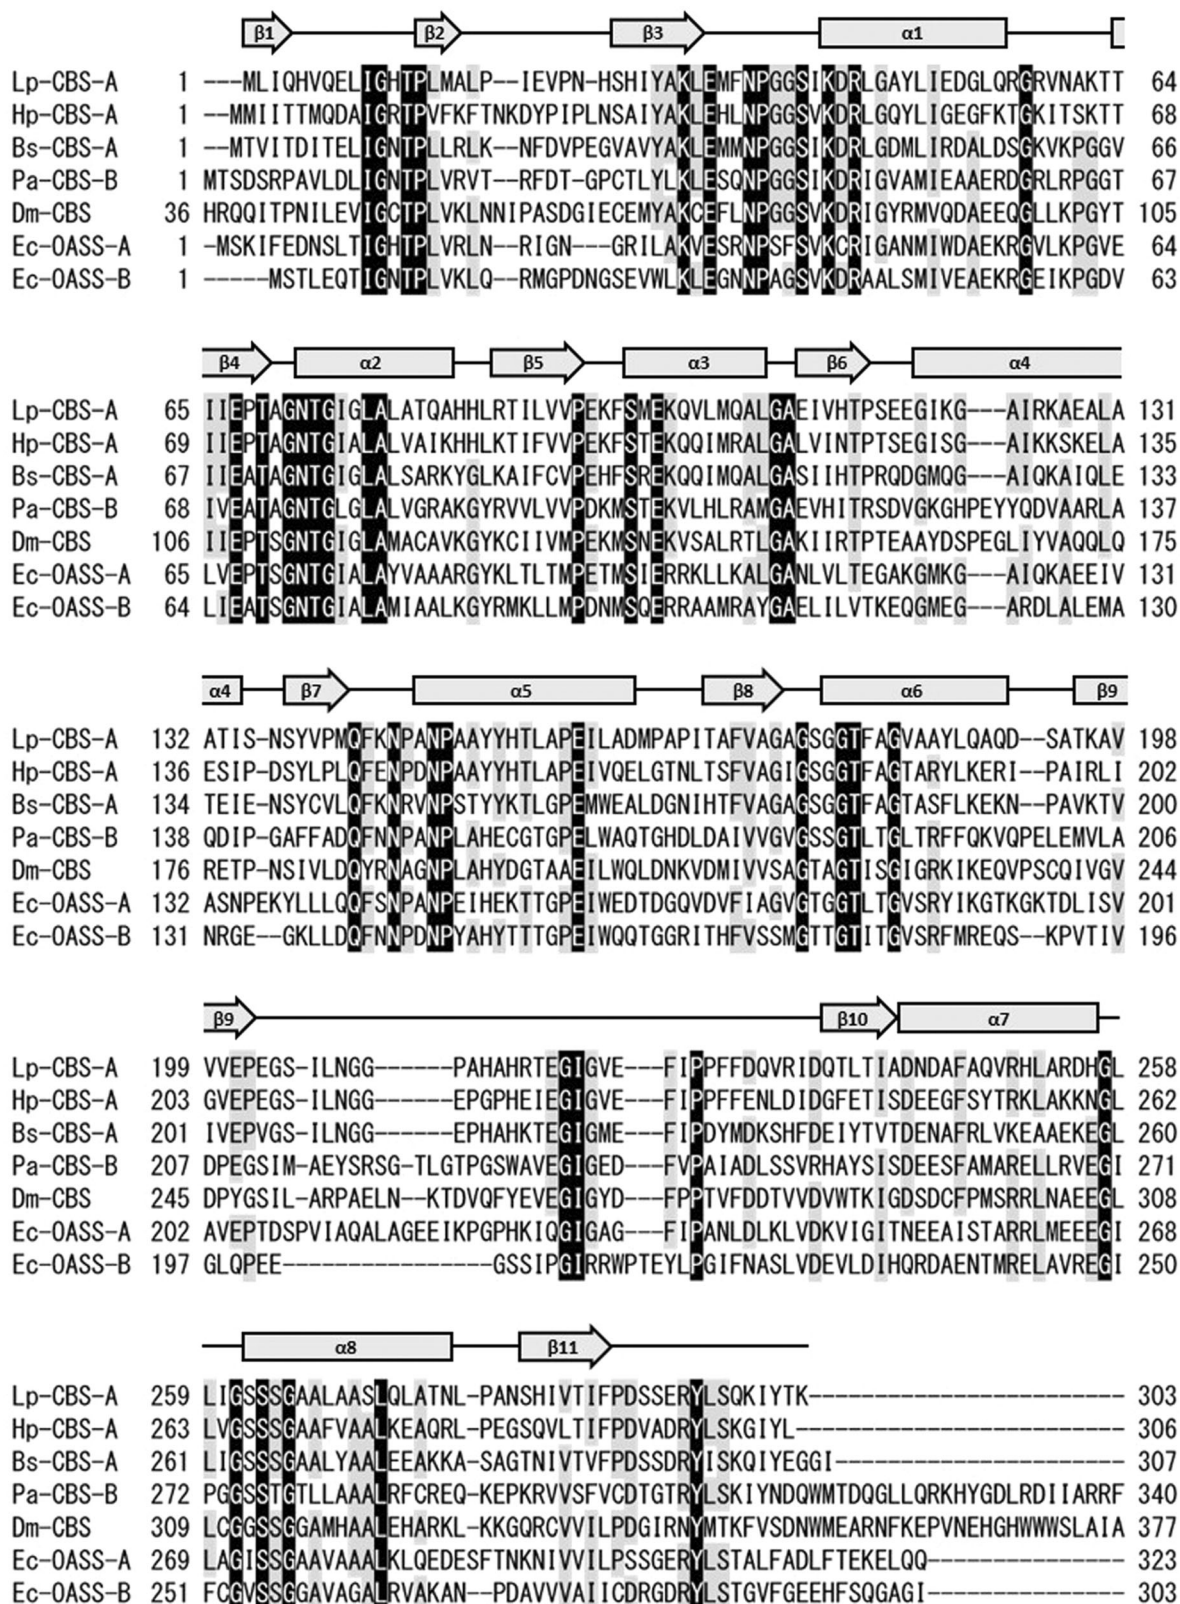 β1 β2 β3 α1
Lp-CBS-A 1 ---MLIQHVQELIGHTPLMALP--IEVPN-HSHIYAKLEMFNPGGSIKDRLGAYLIEDGLQRGRVNAKTT 64
Hp-CBS-A 1 --MMIITTMQDAIGRTPVFKFTNKDYPIPLNSAIYAKLEHLNPGGSVKDRLGQYLIGEGFKTGKITSKTT 68
Bs-CBS-A 1 --MTVITDITELIGNTPLLRLK--NFDVPEGVAVYAKLEMMNPGGSIKDRLGDMLIRDALDSGKVKPGGV 66
Pa-CBS-B 1 MTSDSRPAVLDLIGNTPLVRVT--RFDT-GPCTLYLKLESQNPGGSIKDRIGVAMIEAAERDGRLRPGGT 67
Dm-CBS 36 HRQQITPNILEVIGCTPLVKLNNIPASDGIECEMYAKCEFLNPGGSVKDRIGYRMVQDAEEQGLLKPGYT 105
Ec-OASS-A 1 -MSKIFEDNSLTIGHTPLVRLN--RIGN---GRILAKVESRNPSFSVKCRIGANMIWDAEKRGVLKPGVE 64
Ec-OASS-B 1 -----MSTLEQTIGNTPLVKLQ--RMGPDNGSEVWLKLEGNNPAGSVKDRAALSMIVEAEKRGEIKPGDV 63
β4 α2 β5 α3 β6 α4
Lp-CBS-A 65 IIEPTAGNTGIGLALATQAHHLRTILVVPEKFSMEKQVLMQALGAEIVHTPSEEGIKG---AIRKAEALA 131
Hp-CBS-A 69 IIEPTAGNTGIALALVAIKHHLKTIFVVPEKFSTEKQQIMRALGALVINTPTSEGISG---AIKKSKELA 135
Bs-CBS-A 67 IIEATAGNTGIGLALSARKYGLKAIFCVPEHFSREKQQIMQALGASIIHTPRQDGMQG---AIQKAIQLE 133
Pa-CBS-B 68 IVEATAGNTGLGLALVGRAKGYRVVLVVPDKMSTEKVLHLRAMGAEVHITRSDVGKGHPEYYQDVAARLA 137
Dm-CBS 106 IIEPTSGNTGIGLAMACAVKGYKCIIVMPEKMSNEKVSALRTLGAKIIRTPTEAAYDSPEGLIYVAQQLQ 175
Ec-OASS-A 65 LVEPTSGNTGIALAYVAAARGYKLTLTMPETMSIERRKLLKALGANLVLTEGAKGMKG---AIQKAEEIV 131
Ec-OASS-B 64 LIEATSGNTGIALAMIAALKGYRMKLLMPDNMSQERRAAMRAYGAELILVTKEQGMEG---ARDLALEMA 130
α4 β7 α5 β8 α6 β9
Lp-CBS-A 132 ATIS-NSYVPMQFKNPANPAAYYHTLAPEILADMPAPITAFVAGAGSGGTFAGVAAYLQAQD--SATKAV 198
Hp-CBS-A 136 ESIP-DSYLPLQFENPDNPAAYYHTLAPEIVQELGTNLTSFVAGIGSGGTFAGTARYLKERI--PAIRLI 202
Bs-CBS-A 134 TEIE-NSYCVLQFKNRVNPSTYYKTLGPEMWEALDGNIHTFVAGAGSGGTFAGTASFLKEKN--PAVKTV 200
Pa-CBS-B 138 QDIP-GAFFADQFNNPANPLAHECGTGPELWAQTGHDLDAIVVGVGSSGTLTGLTRFFQKVQPELEMVLA 206
Dm-CBS 176 RETP-NSIVLDQYRNAGNPLAHYDGTAAEILWQLDNKVDMIVVSAGTAGTISGIGRKIKEQVPSCQIVGV 244
Ec-OASS-A 132 ASNPEKYLLLQQFSNPANPEIHEKTTGPEIWEDTDGQVDVFIAGVGTGGTLTGVSRYIKGTKGKTDLISV 201
Ec-OASS-B 131 NRGE--GKLLDQFNNPDNPYAHYTTTGPEIWQQTGGRITHFVSSMGTTGTITGVSRFMREQS--KPVTIV 196
β9 β10 α7
Lp-CBS-A 199 VVEPEGS-ILNGG------PAHAHRTEGIGVE---FIPPFFDQVRIDQTLTIADNDAFAQVRHLARDHGL 258
Hp-CBS-A 203 GVEPEGS-ILNGG------EPGPHEIEGIGVE---FIPPFFENLDIDGFETISDEEGFSYTRKLAKKNGL 262
Bs-CBS-A 201 IVEPVGS-ILNGG------EPHAHKTEGIGME---FIPDYMDKSHFDEIYTVTDENAFRLVKEAAEKEGL 260
Pa-CBS-B 207 DPEGSIM-AEYSRSG-TLGTPGSWAVEGIGED---FVPAIADLSSVRHAYSISDEESFAMARELLRVEGI 271
Dm-CBS 245 DPYGSIL-ARPAELN--KTDVQFYEVEGIGYD---FPPTVFDDTVVDVWTKIGDSDCFPMSRRLNAEEGL 308
Ec-OASS-A 202 AVEPTDSPVIAQALAGEEIKPGPHKIQGIGAG---FIPANLDLKLVDKVIGITNEEAISTARRLMEEEGI 268
Ec-OASS-B 197 GLQPEE----------------GSSIPGIRRWPTEYLPGIFNASLVDEVLDIHQRDAENTMRELAVREGI 250
α8 β11
Lp-CBS-A 259 LIGSSSGAALAASLQLATNL-PANSHIVTIFPDSSERYLSQKIYTK------------------------ 303
Hp-CBS-A 263 LVGSSSGAAFVAALKEAQRL-PEGSQVLTIFPDVADRYLSKGIYL------------------------- 306
Bs-CBS-A 261 LIGSSSGAALYAALEEAKKA-SAGTNIVTVFPDSSDRYISKQIYEGGI---------------------- 307
Pa-CBS-B 272 PGGSSTGTLLAAALRFCREQ-KEPKRVVSFVCDTGTRYLSKIYNDQWMTDQGLLQRKHYGDLRDIIARRF 340
Dm-CBS 309 LCGGSSGGAMHAALEHARKL-KKGQRCVVILPDGIRNYMTKFVSDNWMEARNFKEPVNEHGHWWWSLAIA 377
Ec-OASS-A 269 LAGISSGAAVAAALKLQEDESFTNKNIVVILPSSGERYLSTALFADLFTEKELQQ--------------- 323
Ec-OASS-B 251 FCGVSSGGAVAGALRVAKAN--PDAVVVAIICDRGDRYLSTGVFGEEHFSQGAGI--------------- 303